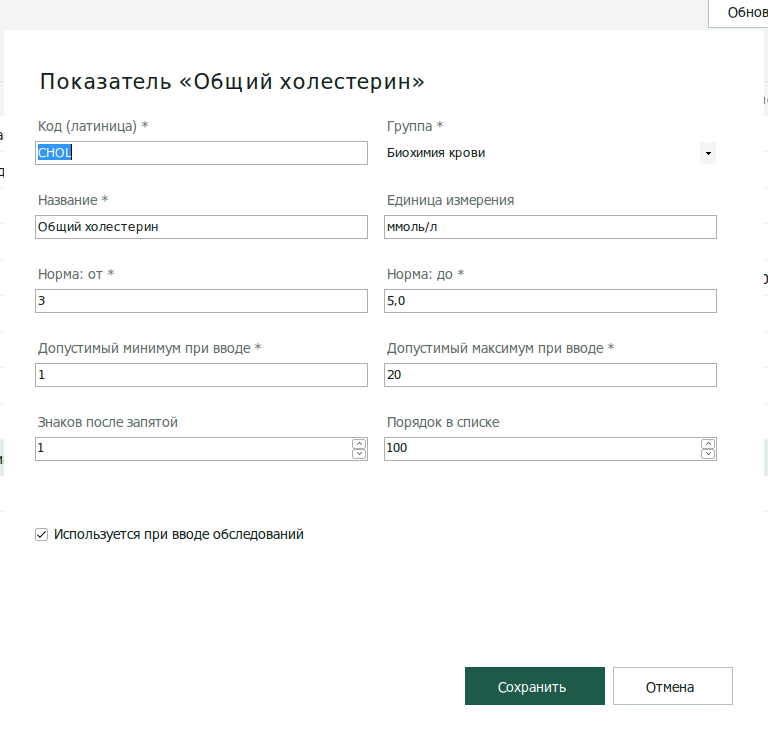 Показатель «Общий холестерин»
Код (латиница) *
Группа *
CHOL
Биохимия крови
Название *
Единица измерения
Общий холестерин
ммоль/л
Норма: от *
Норма: до *
3
5,0
Допустимый минимум при вводе *
Допустимый максимум при вводе *
1
20
Знаков после запятой
Порядок в списке
1
100
Используется при вводе обследований
Сохранить
Отмена